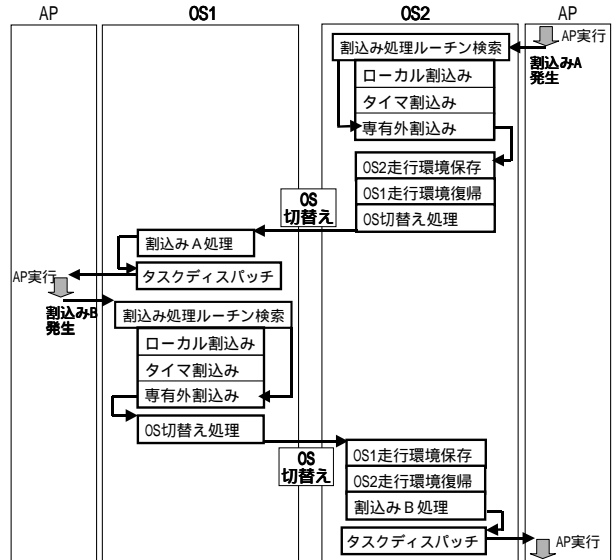 AP
OS1
OS2
AP
AP実行
割込みA
発生
割込み処理ルーチン検索
ローカル割込み
タイマ割込み
専有外割込み
OS2走行環境保存
OS1走行環境復帰
OS切替え処理
OS
切替え
割込みA処理
タスクディスパッチ
AP実行
割込みB
発生
割込み処理ルーチン検索
ローカル割込み
タイマ割込み
専有外割込み
OS切替え処理
OS
切替え
OS1走行環境保存
OS2走行環境復帰
割込みB処理
タスクディスパッチ
AP実行